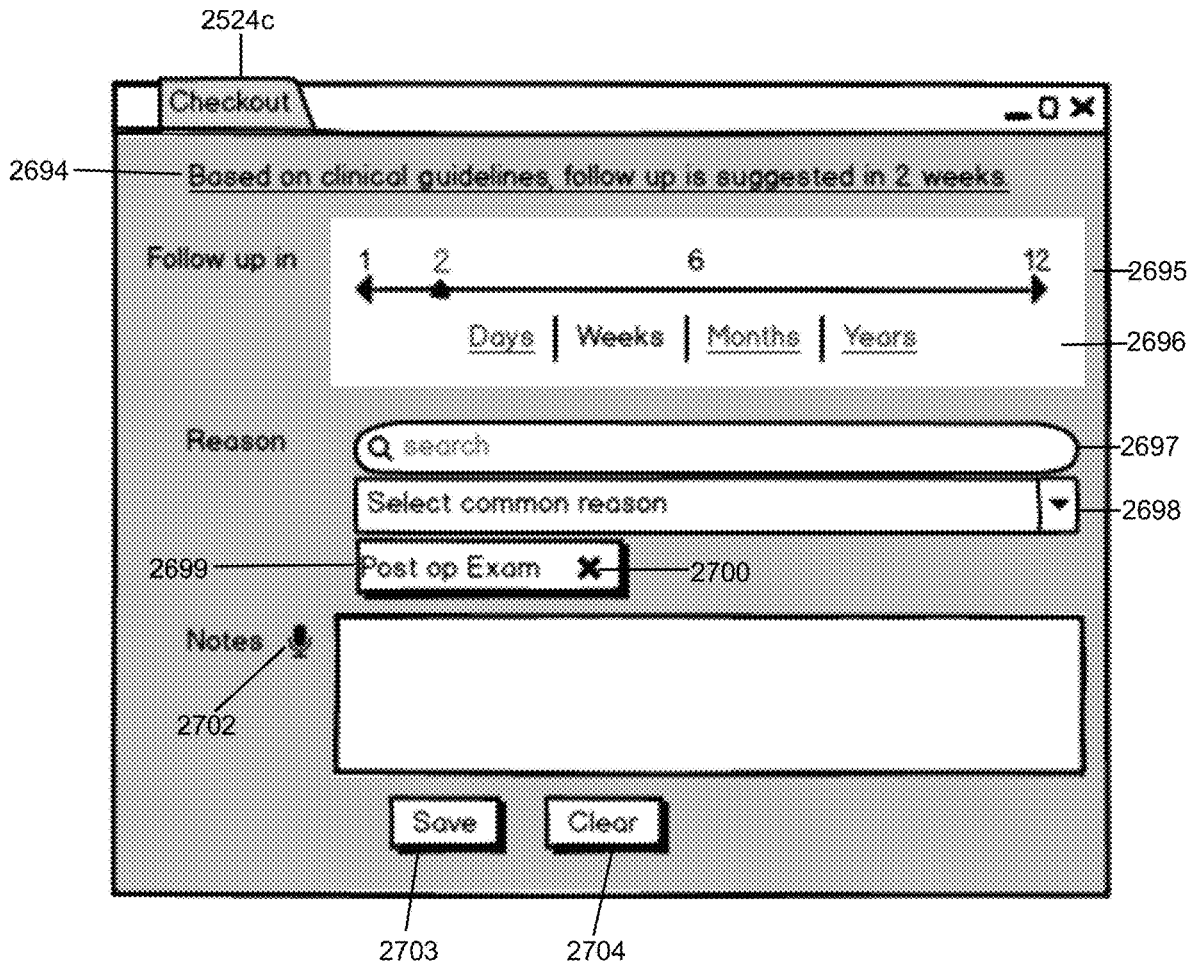 2524c
Checkout
2694
Based on clinical guidelines, follow up is suggested in 2 weeks
Follow up in
1 2 6 12
2695
Days | Weeks | Months | Years
2696
Reason
search
2697
Select common reason
2698
2699
Post op Exam
2700
Notes
2702
Save
Clear
2703
2704